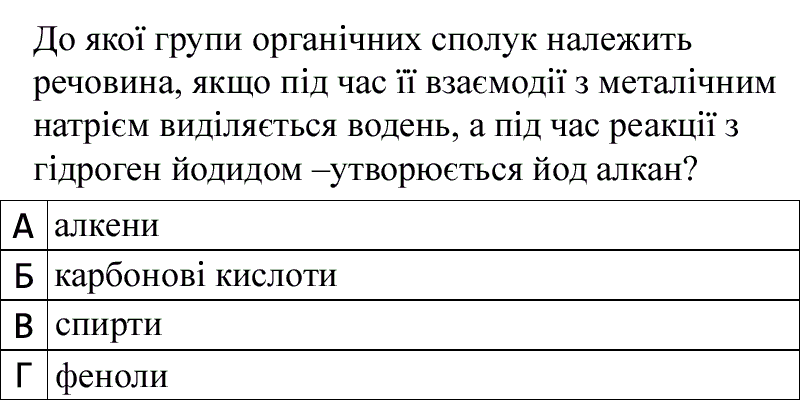 До якої групи органічних сполук належить
речовина, якщо під час її взаємодії з металічним
натрієм виділяється водень, а під час реакції з
гідроген йодидом –утворюється йод алкан?
А алкени
Б карбонові кислоти
В спирти
Г феноли